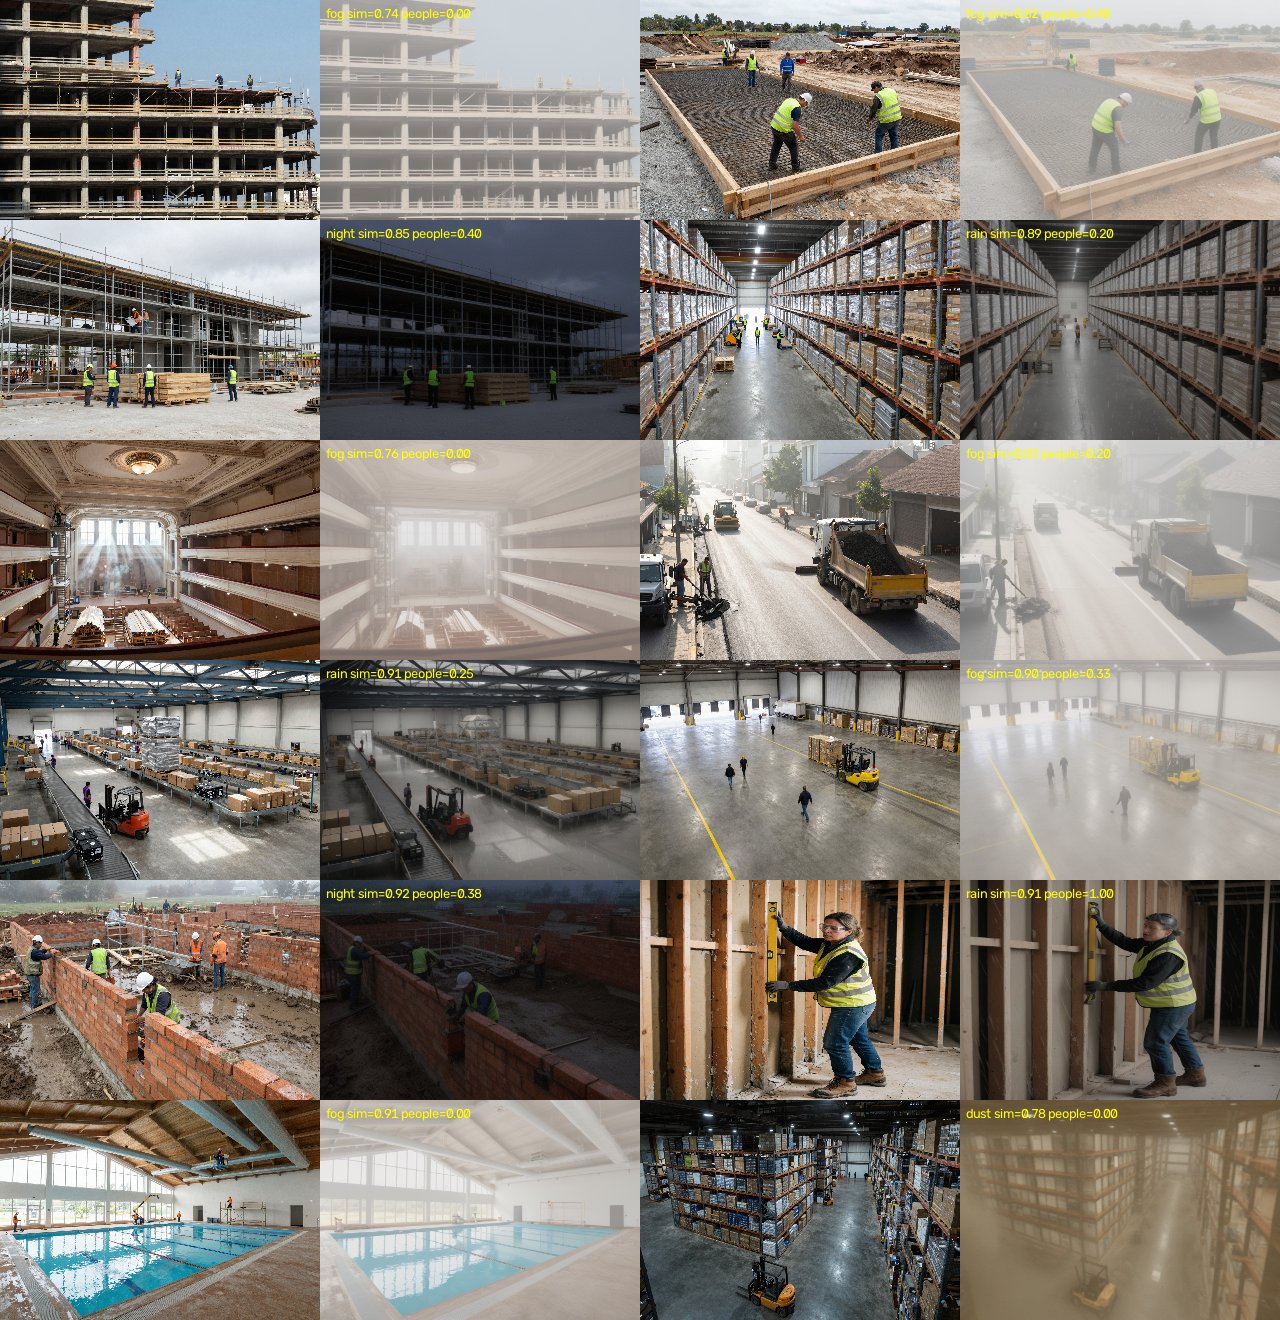 fog sim=0.74 people=0.00
fog sim=0.92 people=0.40
night sim=0.85 people=0.40
rain sim=0.89 people=0.20
fog sim=0.76 people=0.00
people=0.20
rain sim=0.91 people=0.25
fog sim=0.90 people=0.33
night sim=0.92 people=0.38
rain sim=0.91 people=1.00
fog sim=0.91 people=0.00
dust sim=0.78 people=0.00